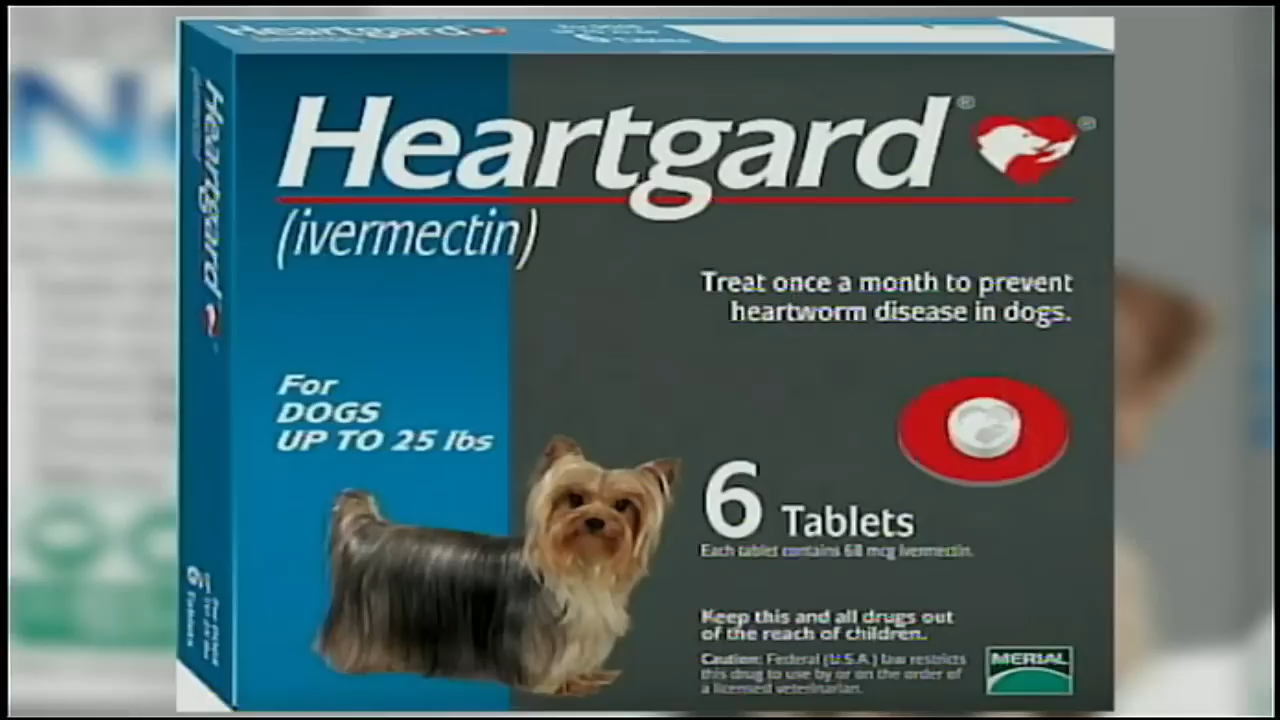 Heartgard
Heartgard® ®
(ivermectin)
Treat once a month to prevent
heartworm disease in dogs.
For
DOGS
UP TO 25 lbs
6 Tablets
Each tablet contains 68 mcg ivermectin.
Keep this and all drugs out
of the reach of children.
Caution: Federal (U.S.A.) law restricts
this drug to use by or on the order of
a licensed veterinarian.
MERIAL
Heartgard
6 Tablets